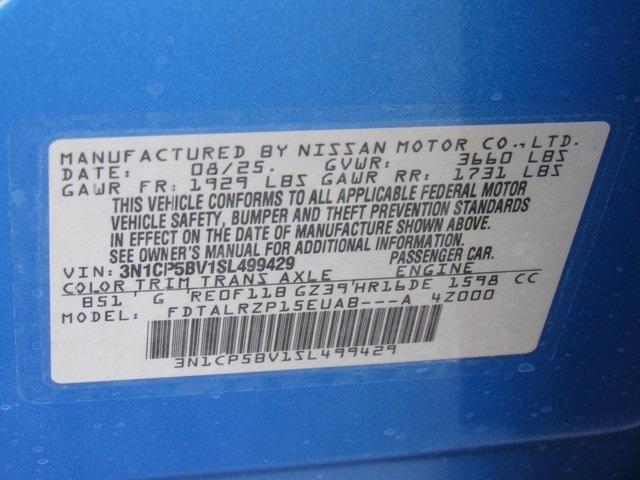 MANUFACTURED BY NISSAN MOTOR CO.,LTD.
DATE: 08/25. GVWR: 3660 LBS
GAWR FR: 1929 LBS GAWR RR: 1731 LBS
THIS VEHICLE CONFORMS TO ALL APPLICABLE FEDERAL MOTOR
VEHICLE SAFETY, BUMPER AND THEFT PREVENTION STANDARDS
IN EFFECT ON THE DATE OF MANUFACTURE SHOWN ABOVE.
SEE OWNER'S MANUAL FOR ADDITIONAL INFORMATION.
VIN: 3N1CP5BV1SL499429 PASSENGER CAR.
COLOR TRIM TRANS AXLE ENGINE
B51 G RE0F11B GZ39 HR16DE 1598 CC
MODEL: FDTALRZP15EUAB---A 4Z000
3N1CP5BV1SL499429